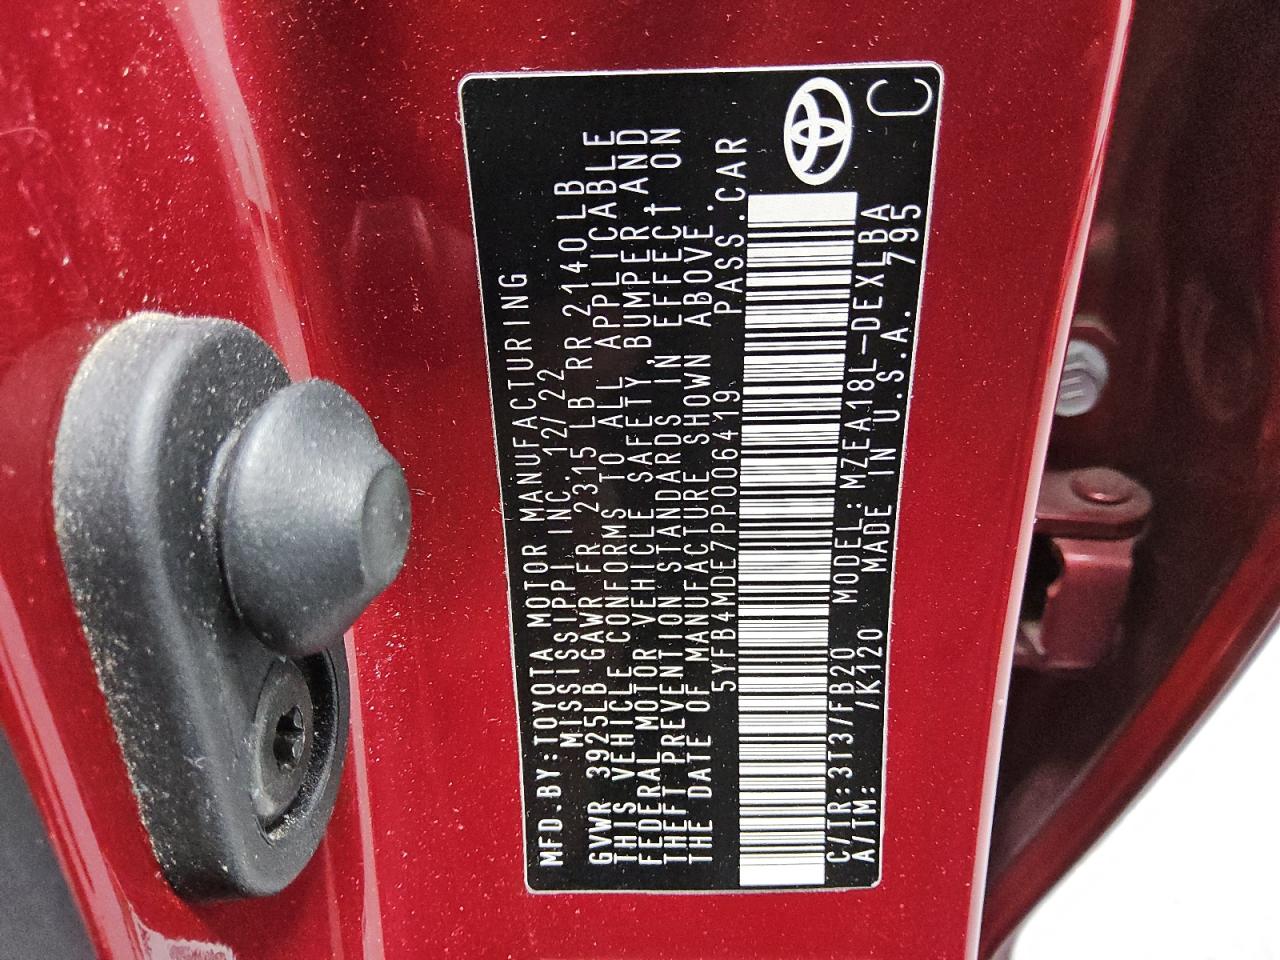 MFD.BY:TOYOTA MOTOR MANUFACTURING
MISSISSIPPI INC. 12/22
GVWR 3925LB GAWR FR 2315LB RR 2140LB
THIS VEHICLE CONFORMS TO ALL APPLICABLE
FEDERAL MOTOR VEHICLE SAFETY, BUMPER, AND
THEFT PREVENTION STANDARDS IN EFFECT ON
THE DATE OF MANUFACTURE SHOWN ABOVE.
5YFB4MDE7PP006419 PASS.CAR
C/TR:3T3/FB20 MODEL:MZEA18L-DEXLBA
A/TM: /K120 MADE IN U.S.A. 795
C